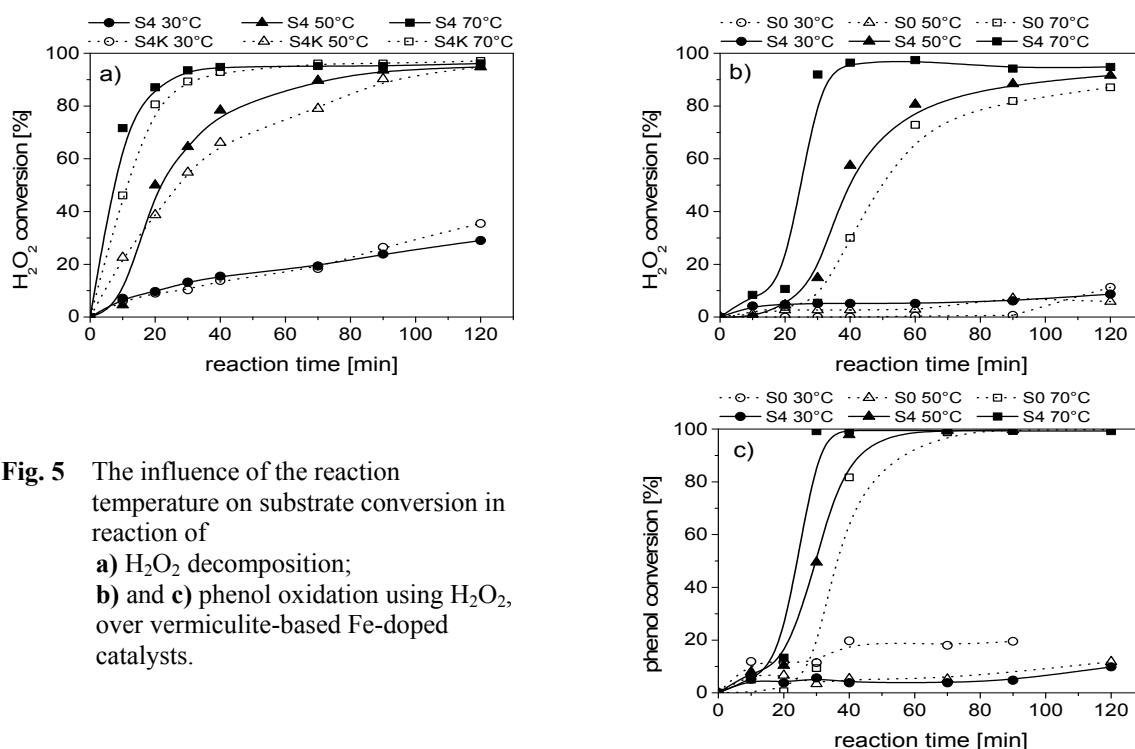 S4 30°C S4 50°C S4 70°C
S4K 30°C S4K 50°C S4K 70°C
a)
100
80
60
40
20
0
H₂O₂ conversion [%]
0 20 40 60 80 100 120
reaction time [min]
S0 30°C S0 50°C S0 70°C
S4 30°C S4 50°C S4 70°C
b)
100
80
60
40
20
0
H₂O₂ conversion [%]
0 20 40 60 80 100 120
reaction time [min]
S0 30°C S0 50°C S0 70°C
S4 30°C S4 50°C S4 70°C
c)
100
80
60
40
20
0
phenol conversion [%]
0 20 40 60 80 100 120
reaction time [min]
Fig. 5 The influence of the reaction
temperature on substrate conversion in
reaction of
a) H₂O₂ decomposition;
b) and c) phenol oxidation using H₂O₂,
over vermiculite-based Fe-doped
catalysts.